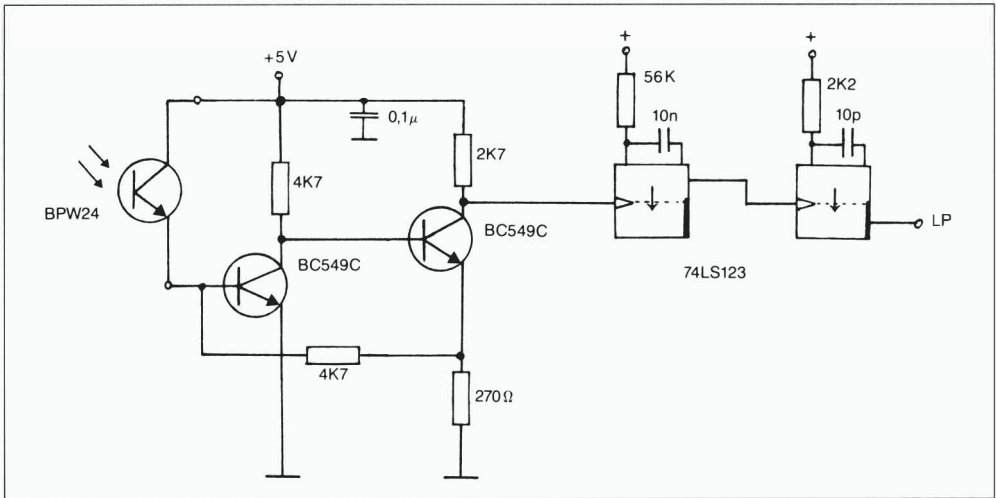 +5V
0,1μ
BPW24
4K7
BC549C
4K7
2K7
BC549C
270Ω
+
56K
10n
+
2K2
10p
LP
74LS123